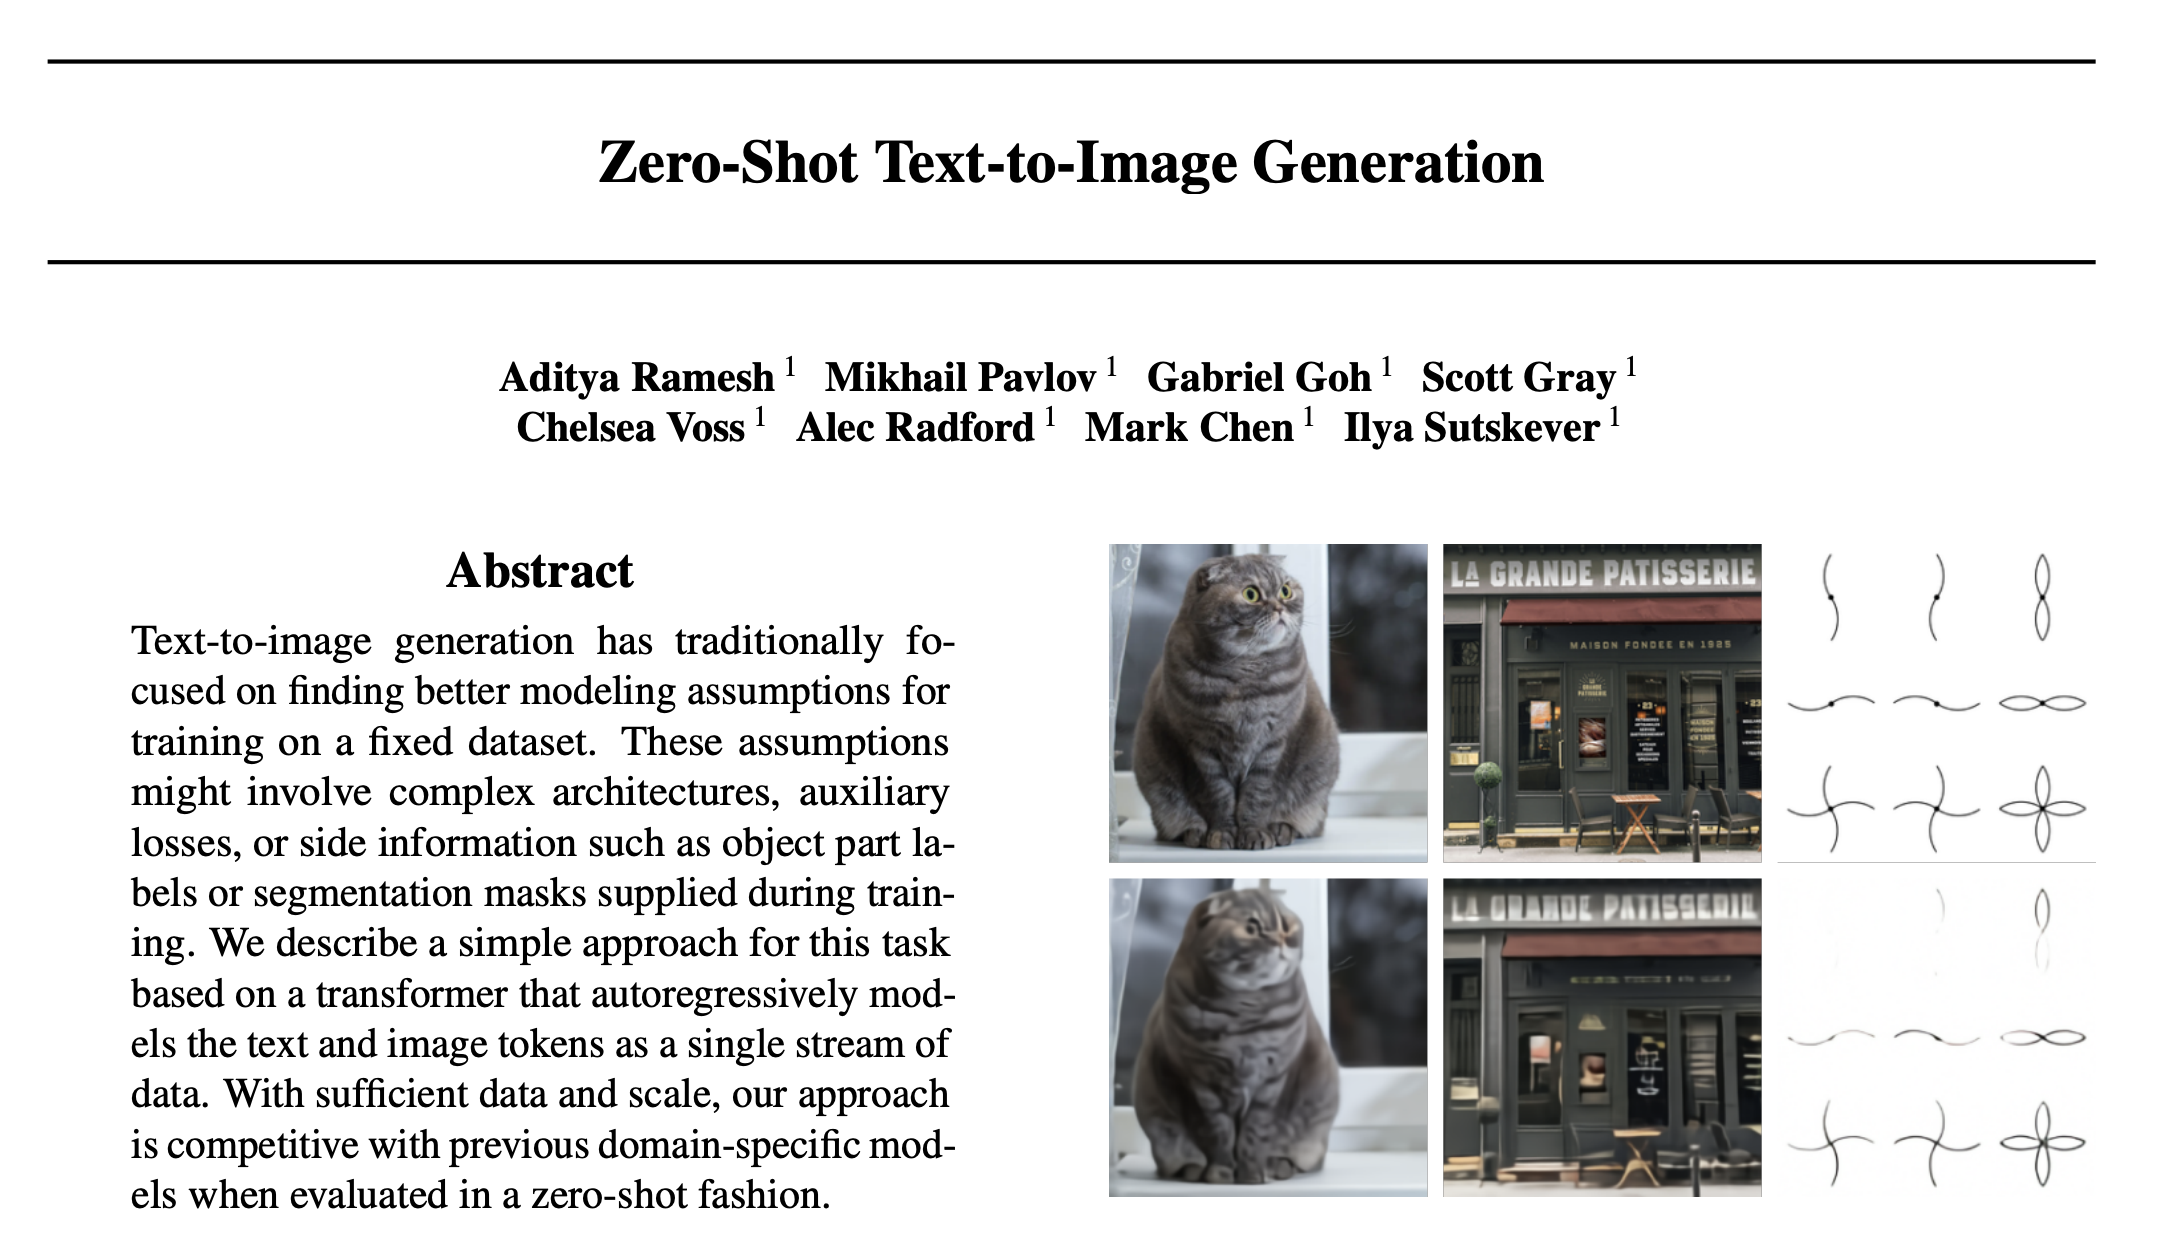 Zero-Shot Text-to-Image Generation
Aditya Ramesh 1 Mikhail Pavlov 1 Gabriel Goh 1 Scott Gray 1
Chelsea Voss 1 Alec Radford 1 Mark Chen 1 Ilya Sutskever 1
Abstract
Text-to-image generation has traditionally fo-
cused on finding better modeling assumptions for
training on a fixed dataset. These assumptions
might involve complex architectures, auxiliary
losses, or side information such as object part la-
bels or segmentation masks supplied during train-
ing. We describe a simple approach for this task
based on a transformer that autoregressively mod-
els the text and image tokens as a single stream of
data. With sufficient data and scale, our approach
is competitive with previous domain-specific mod-
els when evaluated in a zero-shot fashion.
LA GRANDE PATISSERIE
MAISON FONDEE EN 1925
23